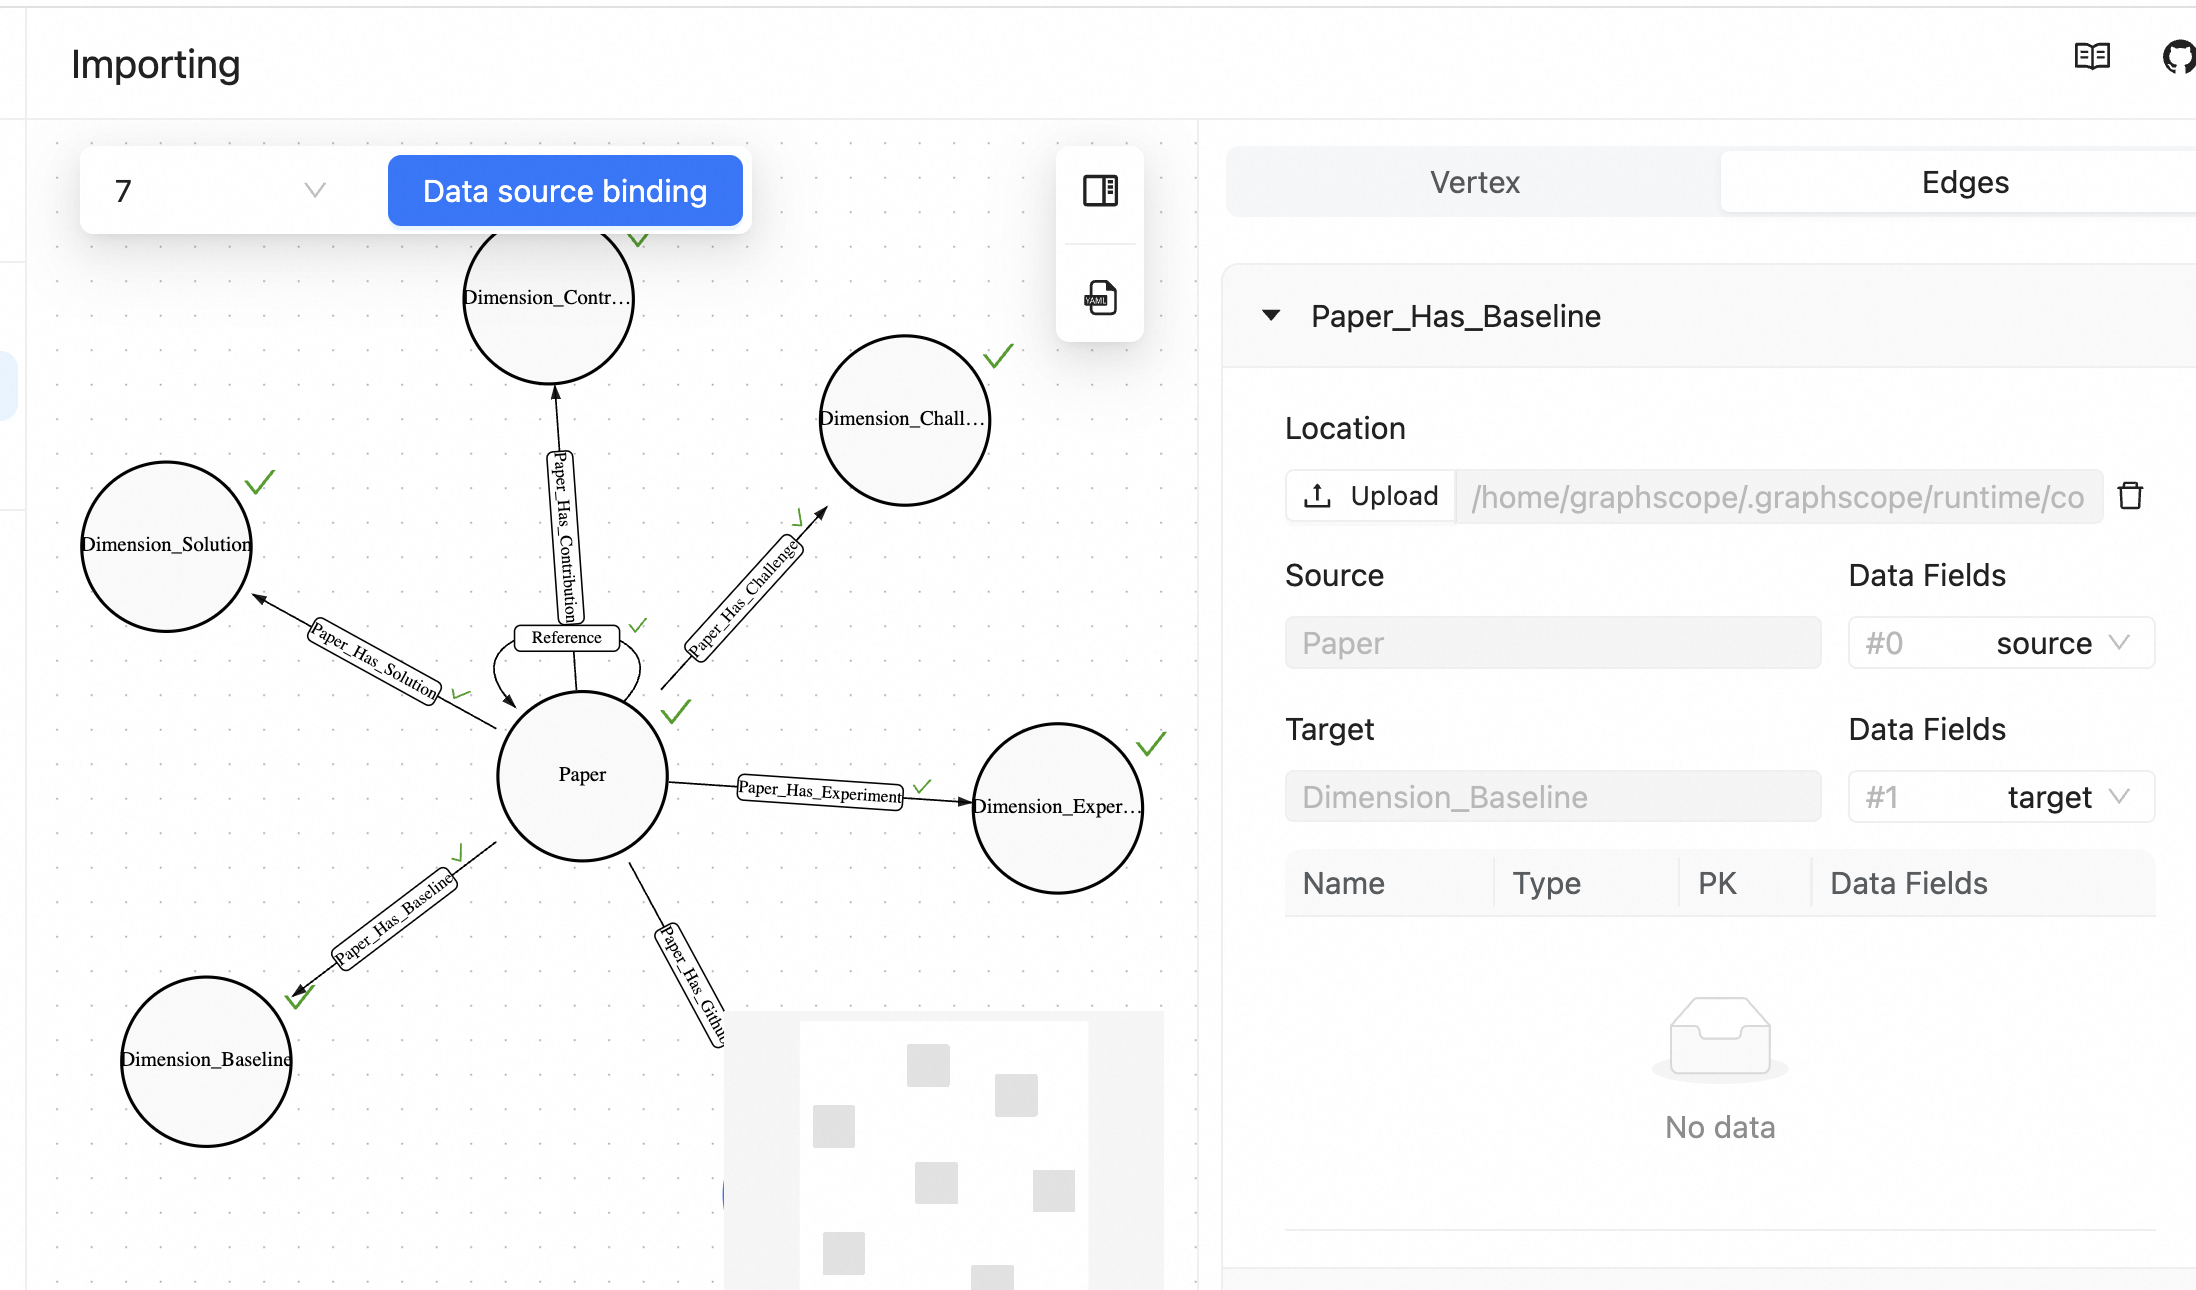 Importing
7
Data source binding
YAML
Dimension_Contr...
Dimension_Chall...
Dimension_Solution
Paper_Has_Contribution
Paper_Has_Challenge
Reference
Paper_Has_Solution
Paper
Paper_Has_Experiment
Dimension_Exper...
Paper_Has_Baseline
Paper_Has_Githu
Dimension_Baseline
Vertex
Edges
Paper_Has_Baseline
Location
Upload
/home/graphscope/.graphscope/runtime/co
Source
Data Fields
Paper
#0
source
Target
Data Fields
Dimension_Baseline
#1
target
Name
Type
PK
Data Fields
No data